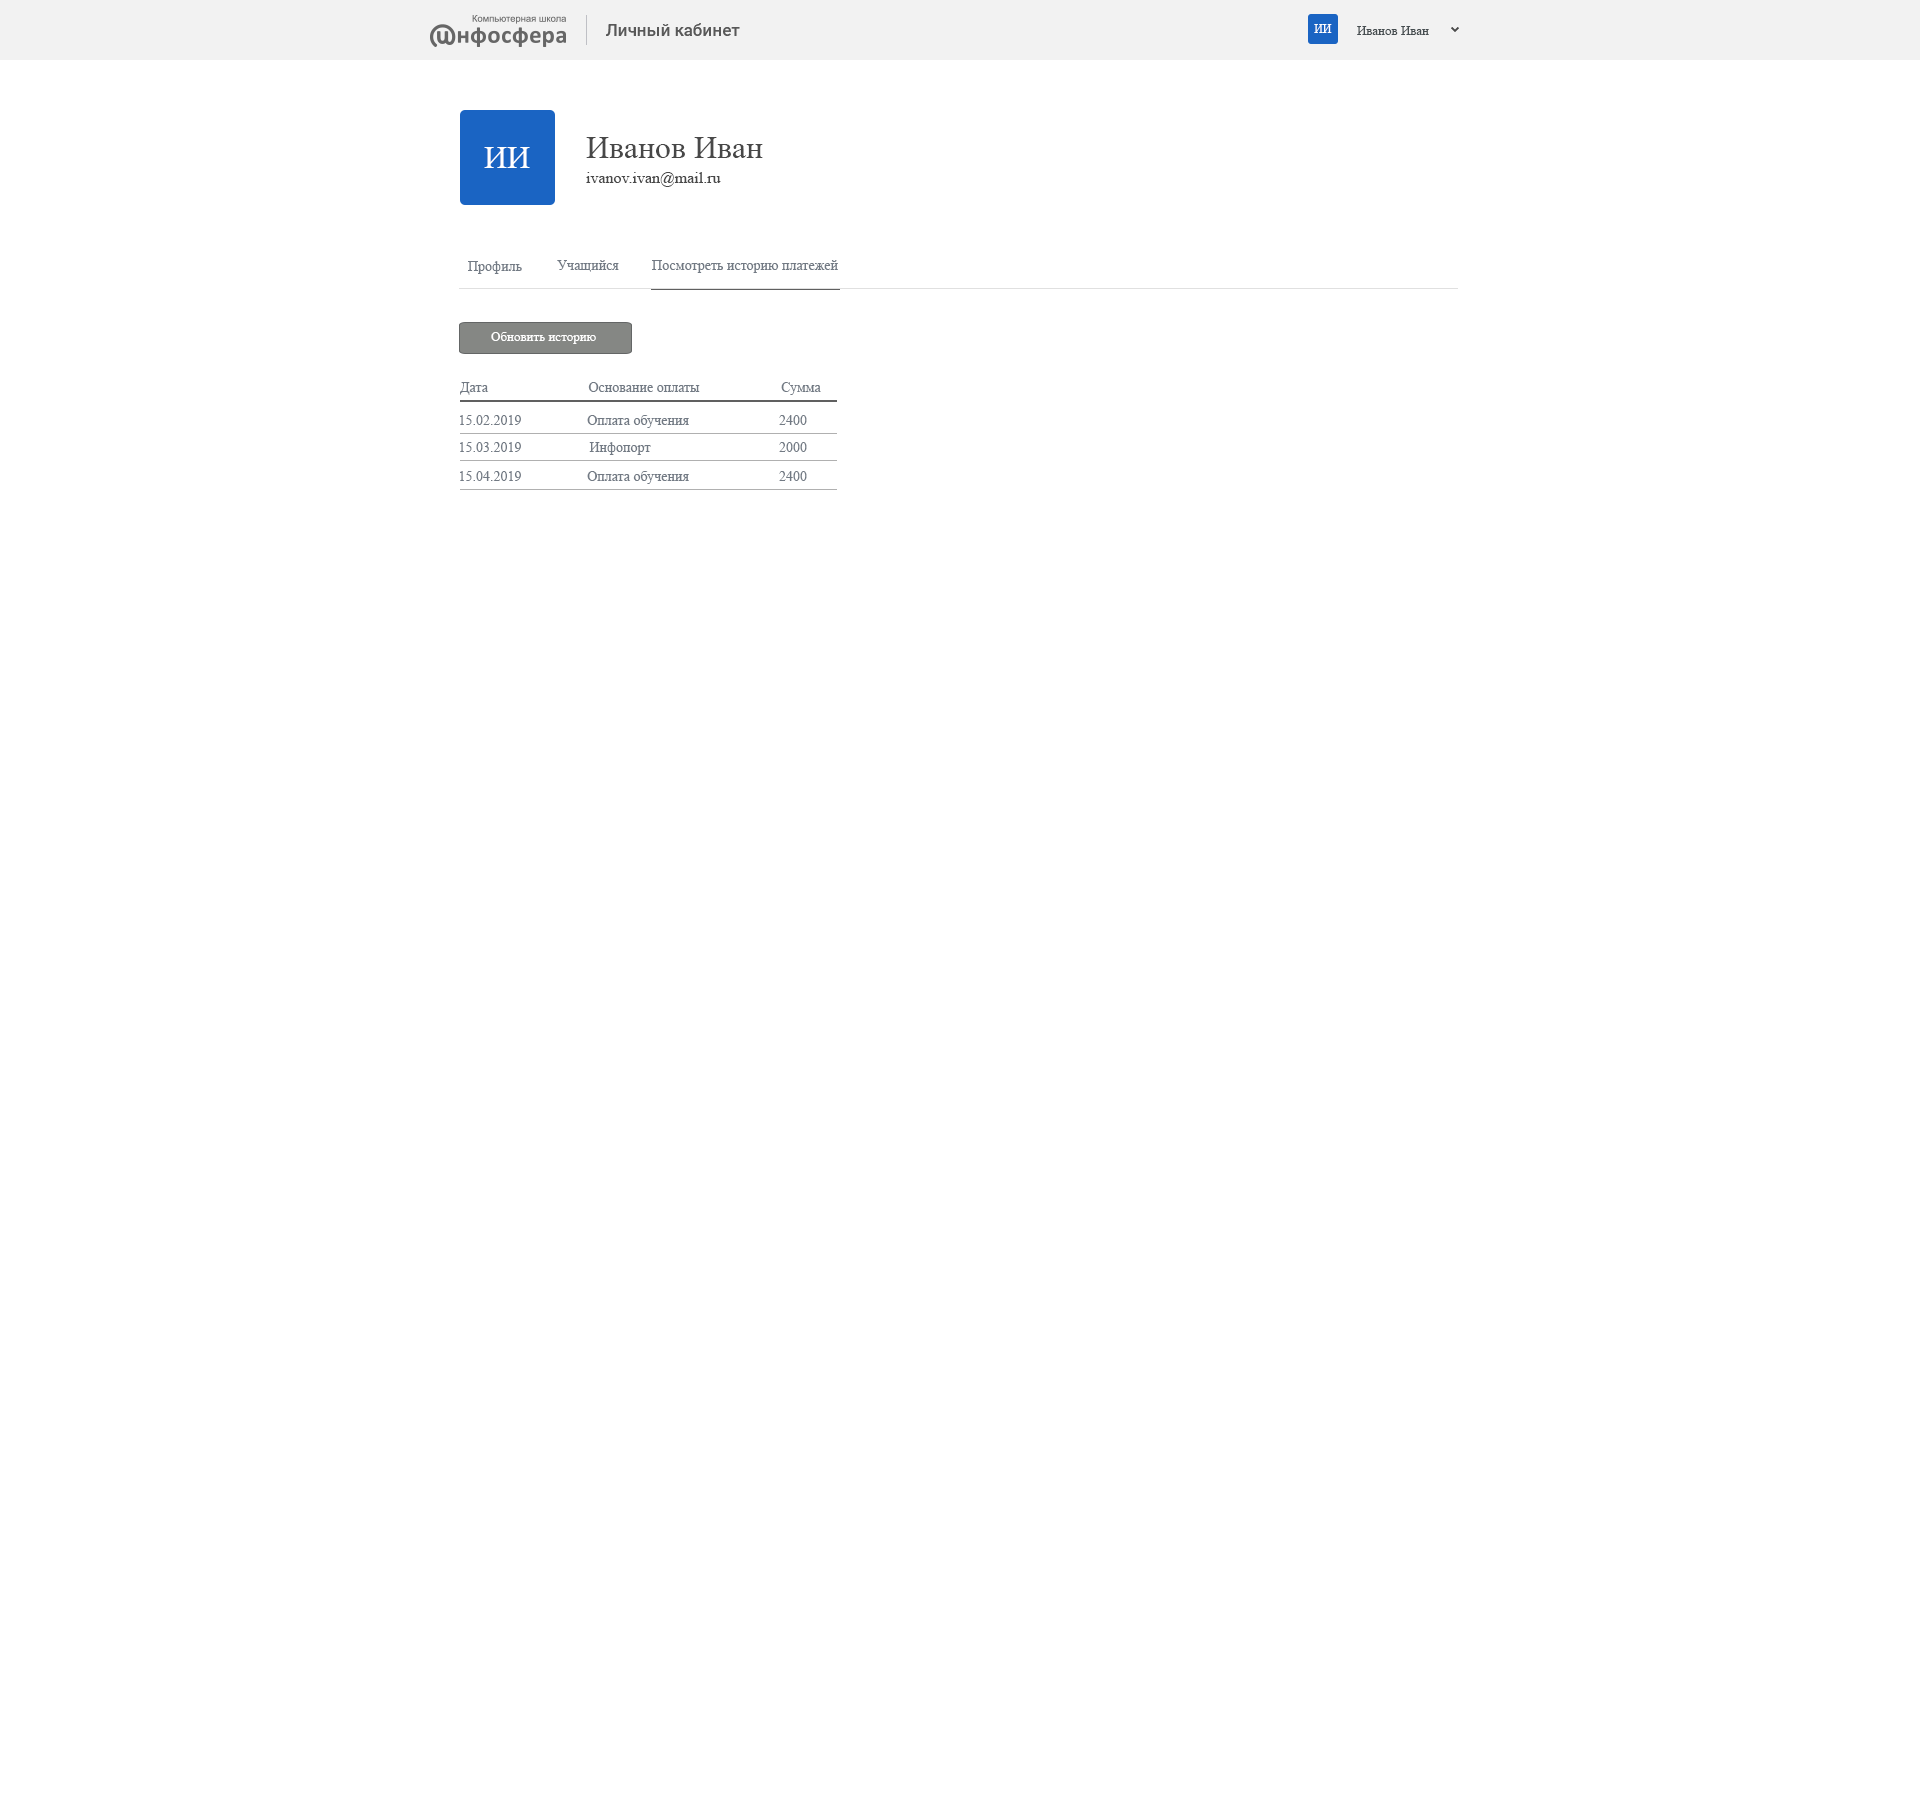 Компьютерная школа
@нфосфера
Личный кабинет
ИИ
Иванов Иван
ИИ
Иванов Иван
ivanov.ivan@mail.ru
Профиль Учащийся Посмотреть историю платежей
Обновить историю
Дата Основание оплаты Сумма
15.02.2019 Оплата обучения 2400
15.03.2019 Инфопорт 2000
15.04.2019 Оплата обучения 2400